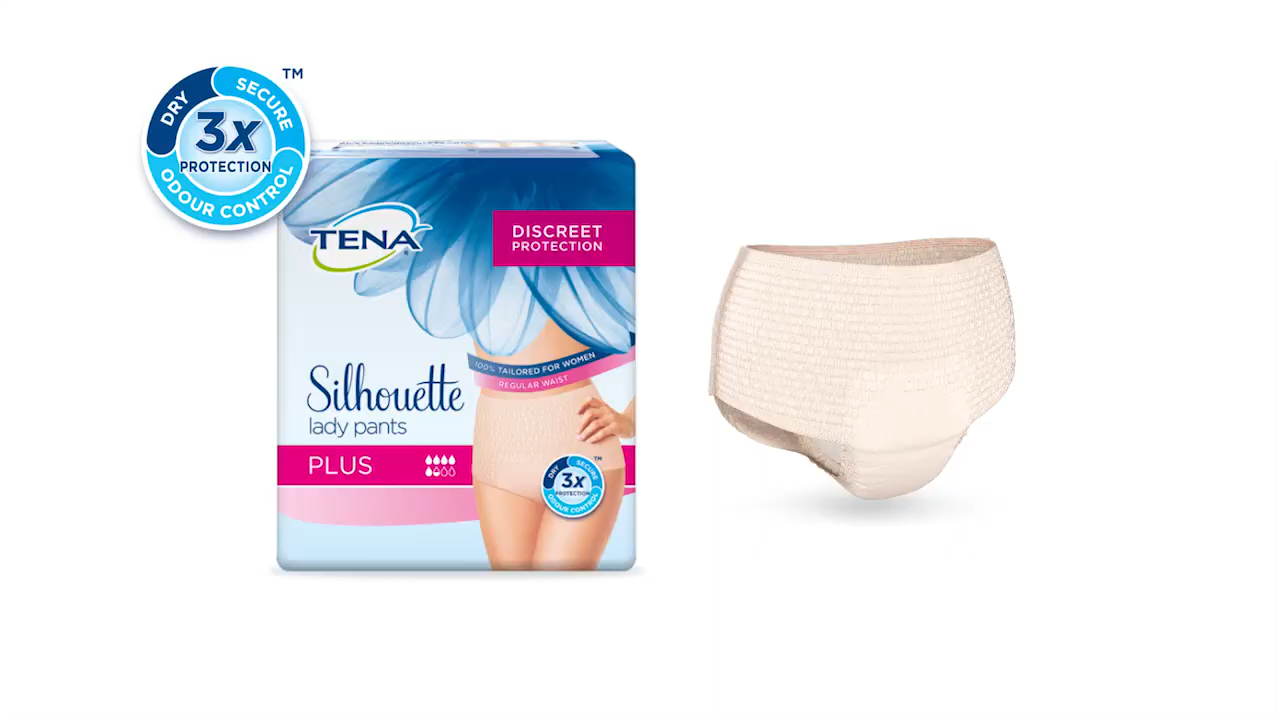 DRY
SECURE
3x
PROTECTION
ODOUR CONTROL
TM
TENA
DISCREET
PROTECTION
100% TAILORED FOR WOMEN
REGULAR WAIST
Silhouette
lady pants
PLUS
DRY
SECURE
3x
PROTECTION
ODOUR CONTROL
TM